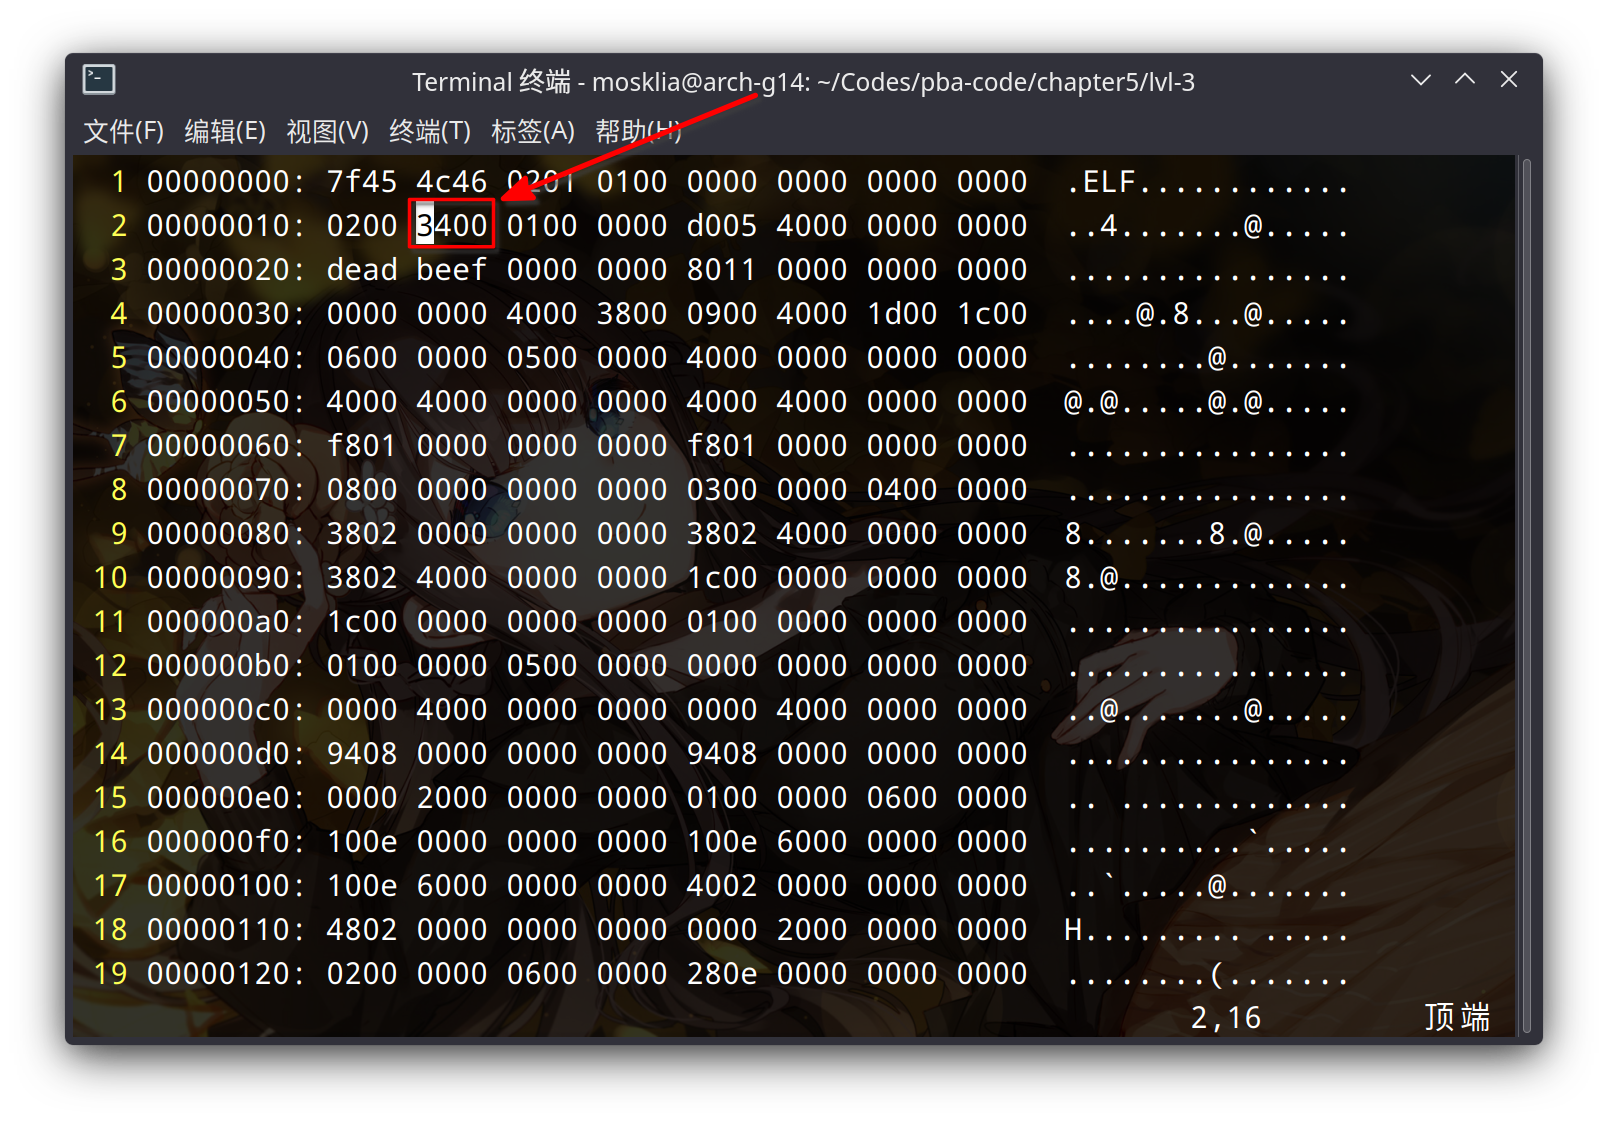 Terminal 终端 - mosklia@arch-g14: ~/Codes/pba-code/chapter5/lvl-3
文件(F) 编辑(E) 视图(V) 终端(T) 标签(A) 帮助(H)
1 00000000: 7f45 4c46 0201 0100 0000 0000 0000 0000 .ELF............
2 00000010: 0200 3400 0100 0000 d005 4000 0000 0000 ..4.......@.....
3 00000020: dead beef 0000 0000 8011 0000 0000 0000 ................
4 00000030: 0000 0000 4000 3800 0900 4000 1d00 1c00 ....@.8...@.....
5 00000040: 0600 0000 0500 0000 4000 0000 0000 0000 ........@.......
6 00000050: 4000 4000 0000 0000 4000 4000 0000 0000 @.@.....@.@.....
7 00000060: f801 0000 0000 0000 f801 0000 0000 0000 ................
8 00000070: 0800 0000 0000 0000 0300 0000 0400 0000 ................
9 00000080: 3802 0000 0000 0000 3802 4000 0000 0000 8.......8.@.....
10 00000090: 3802 4000 0000 0000 1c00 0000 0000 0000 8.@.............
11 000000a0: 1c00 0000 0000 0000 0100 0000 0000 0000 ................
12 000000b0: 0100 0000 0500 0000 0000 0000 0000 0000 ................
13 000000c0: 0000 4000 0000 0000 0000 4000 0000 0000 ..@.......@.....
14 000000d0: 9408 0000 0000 0000 9408 0000 0000 0000 ................
15 000000e0: 0000 2000 0000 0000 0100 0000 0600 0000 .. .............
16 000000f0: 100e 0000 0000 0000 100e 6000 0000 0000 ..........`.....
17 00000100: 100e 6000 0000 0000 4002 0000 0000 0000 ..`.....@.......
18 00000110: 4802 0000 0000 0000 0000 2000 0000 0000 H......... .....
19 00000120: 0200 0000 0600 0000 280e 0000 0000 0000 ........(.......
2,16 顶端